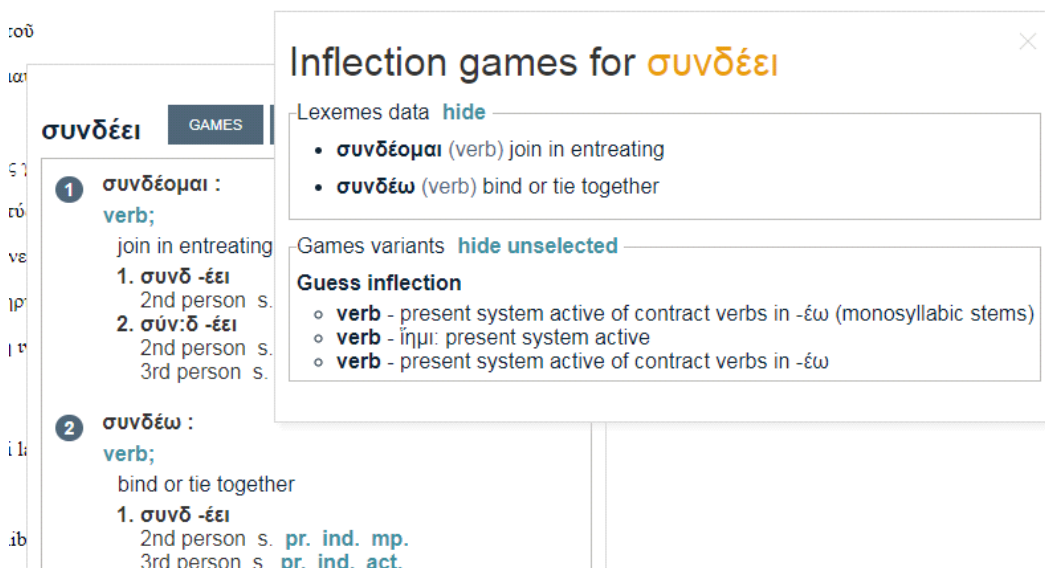 τοῦ
Inflection games for συνδέει
Lexemes data hide
συνδέομαι (verb) join in entreating
συνδέω (verb) bind or tie together
Games variants hide unselected
Guess inflection
verb - present system active of contract verbs in -έω (monosyllabic stems)
verb - ἵημι: present system active
verb - present system active of contract verbs in -έω
συνδέει GAMES
1 συνδέομαι :
verb;
join in entreating
1. συνδ -έει
2nd person s.
2. σύν:δ -έει
2nd person s.
3rd person s.
2 συνδέω :
verb;
bind or tie together
1. συνδ -έει
2nd person s. pr. ind. mp.
3rd person s. pr. ind. act.